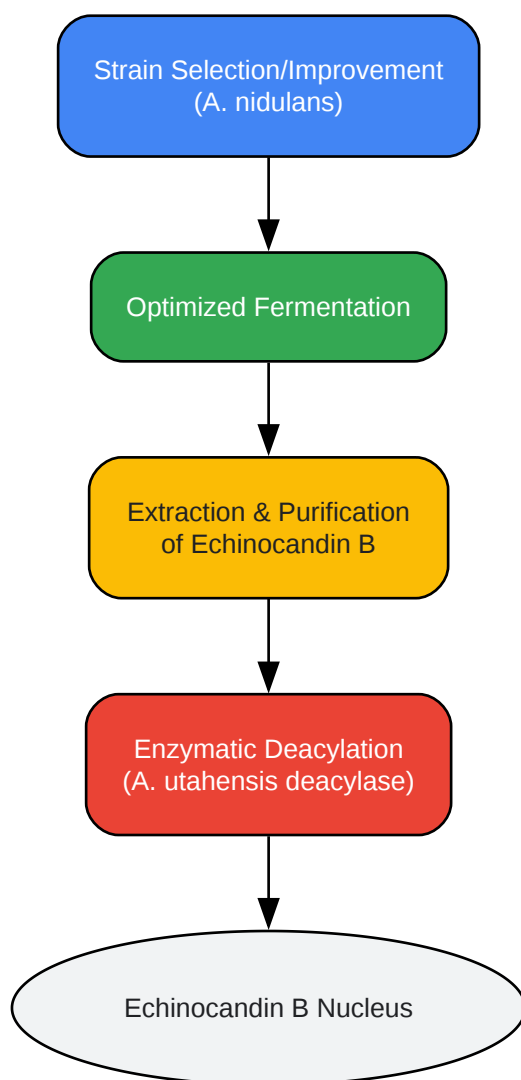 Strain Selection/Improvement
(A. nidulans)
Optimized Fermentation
Extraction & Purification
of Echinocandin B
Enzymatic Deacylation
(A. utahensis deacylase)
Echinocandin B Nucleus